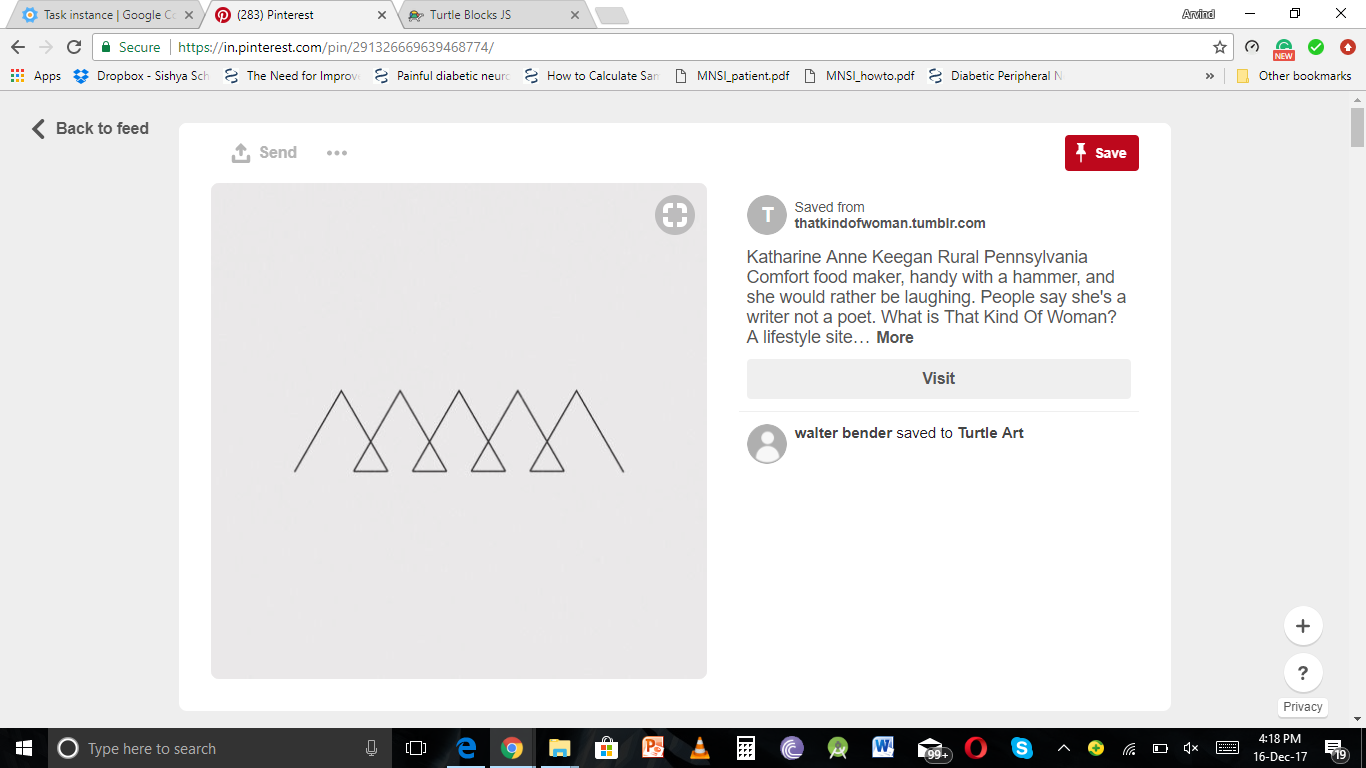 Task instance | Google Co
(283) Pinterest
Turtle Blocks JS
Arvind
Secure
https://in.pinterest.com/pin/291326669639468774/
NEW
Apps
Dropbox - Sishya Sch
The Need for Improve
Painful diabetic neuro
How to Calculate Sam
MNSI_patient.pdf
MNSI_howto.pdf
Diabetic Peripheral N
»
Other bookmarks
Back to feed
Send
Save
T
Saved from
thatkindofwoman.tumblr.com
Katharine Anne Keegan Rural Pennsylvania
Comfort food maker, handy with a hammer, and
she would rather be laughing. People say she's a
writer not a poet. What is That Kind Of Woman?
A lifestyle site… More
Visit
walter bender saved to Turtle Art
+
?
Privacy
Type here to search
99+
4:18 PM
16-Dec-17
19